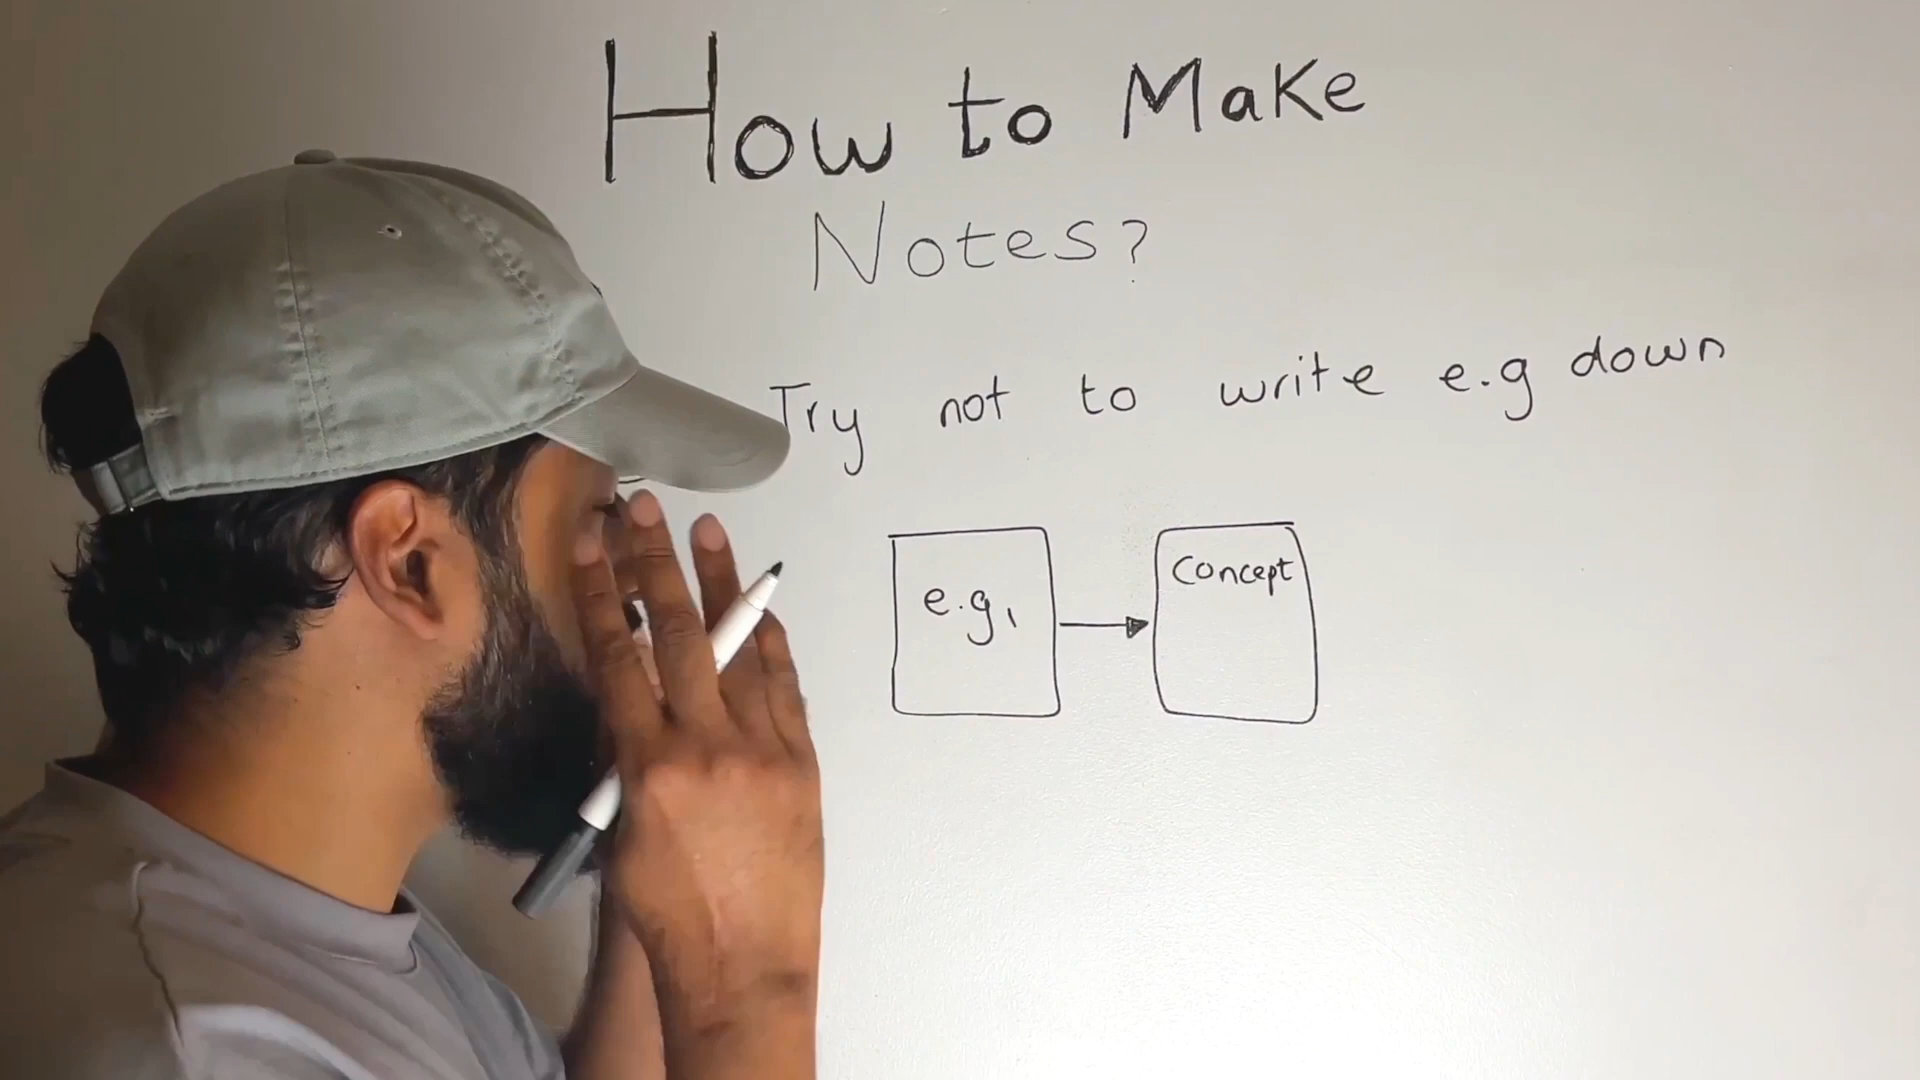 How to Make
Notes?
Try not to write e.g down
e.g,
Concept